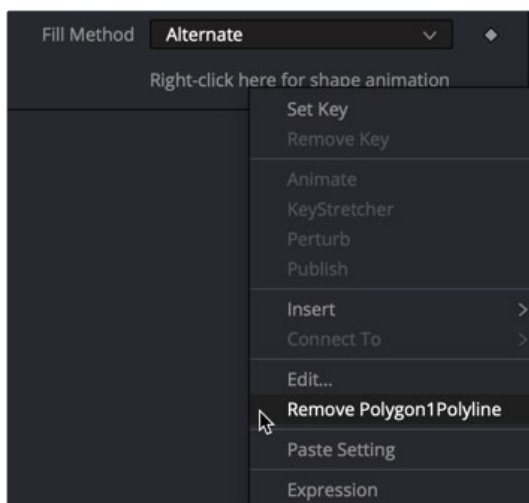 Fill Method Alternate
Right-click here for shape animation
Set Key
Remove Key
Animate
KeyStretcher
Perturb
Publish
Insert
Connect To
Edit...
Remove Polygon1Polyline
Paste Setting
Expression